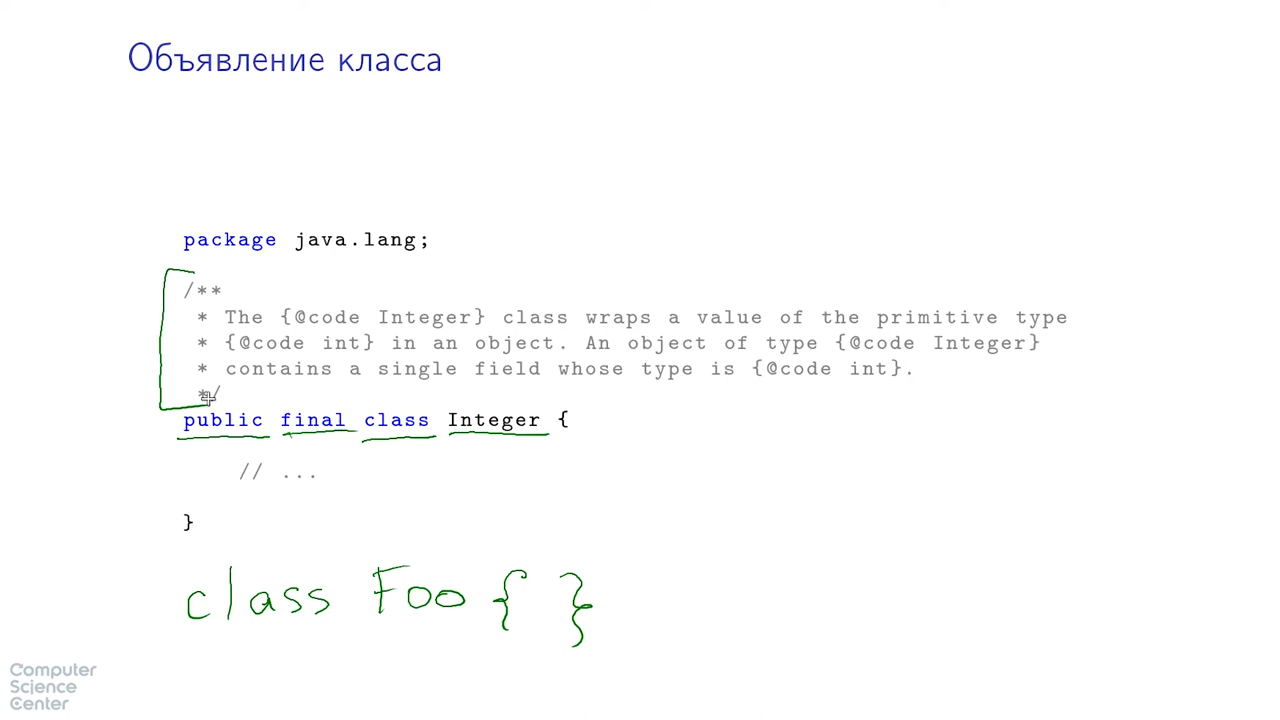 Объявление класса
package java.lang;
/**
* The {@code Integer} class wraps a value of the primitive type
* {@code int} in an object. An object of type {@code Integer}
* contains a single field whose type is {@code int}.
*/
public final class Integer {
// ...
}
class Foo { }
Computer
Science
Center